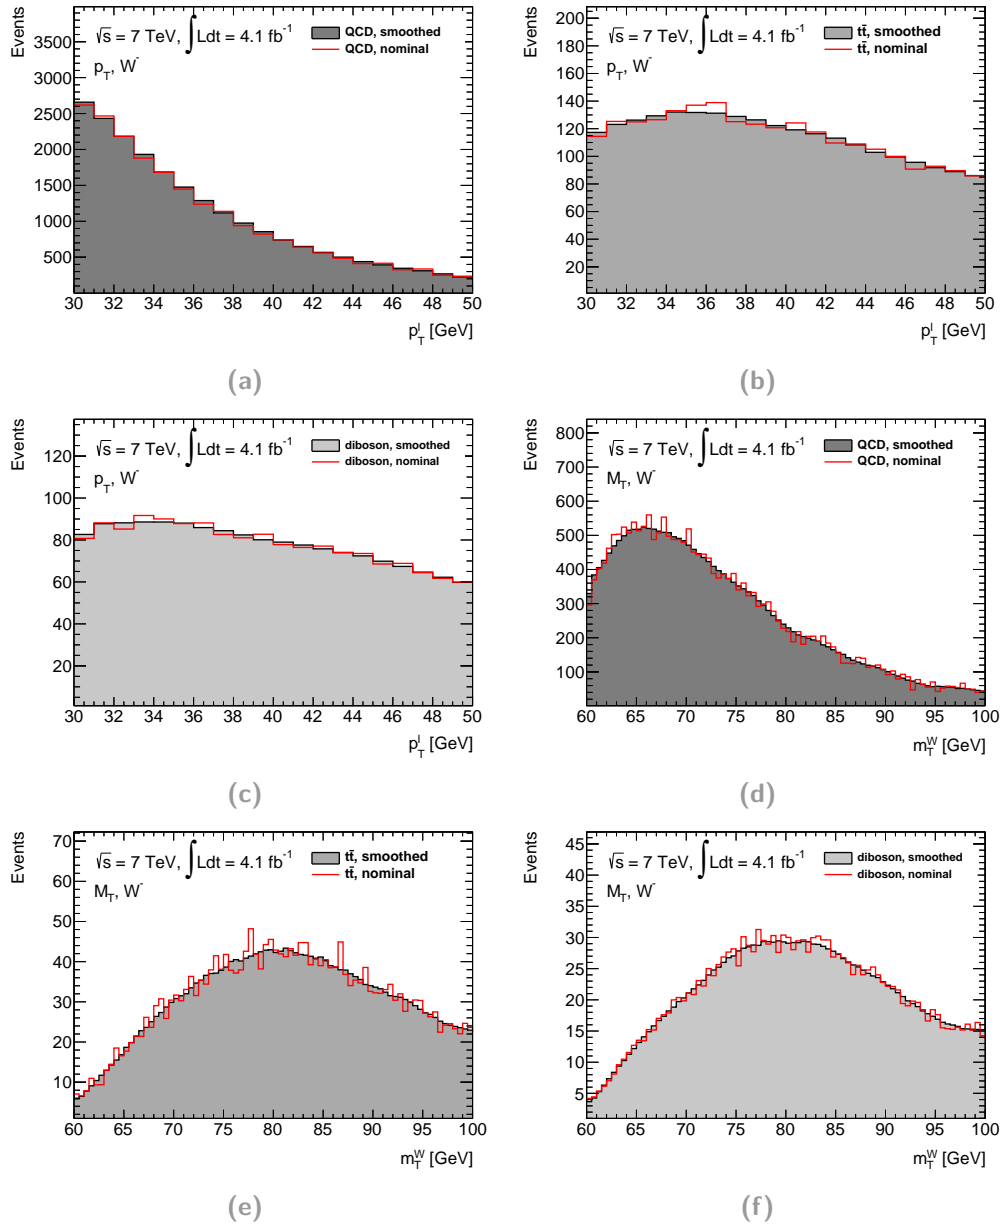 Events
3500
3000
2500
2000
1500
1000
500
√s = 7 TeV, ∫Ldt = 4.1 fb⁻¹
p_T, W⁻
QCD, smoothed
QCD, nominal
30 32 34 36 38 40 42 44 46 48 50
p_T^l [GeV]
(a)
Events
200
180
160
140
120
100
80
60
40
20
√s = 7 TeV, ∫Ldt = 4.1 fb⁻¹
p_T, W⁻
tt̄, smoothed
tt̄, nominal
30 32 34 36 38 40 42 44 46 48 50
p_T^l [GeV]
(b)
Events
120
100
80
60
40
20
√s = 7 TeV, ∫Ldt = 4.1 fb⁻¹
p_T, W⁻
diboson, smoothed
diboson, nominal
30 32 34 36 38 40 42 44 46 48 50
p_T^l [GeV]
(c)
Events
800
700
600
500
400
300
200
100
√s = 7 TeV, ∫Ldt = 4.1 fb⁻¹
M_T, W⁻
QCD, smoothed
QCD, nominal
60 65 70 75 80 85 90 95 100
m_T^W [GeV]
(d)
Events
70
60
50
40
30
20
10
√s = 7 TeV, ∫Ldt = 4.1 fb⁻¹
M_T, W⁻
tt̄, smoothed
tt̄, nominal
60 65 70 75 80 85 90 95 100
m_T^W [GeV]
(e)
Events
45
40
35
30
25
20
15
10
5
√s = 7 TeV, ∫Ldt = 4.1 fb⁻¹
M_T, W⁻
diboson, smoothed
diboson, nominal
60 65 70 75 80 85 90 95 100
m_T^W [GeV]
(f)